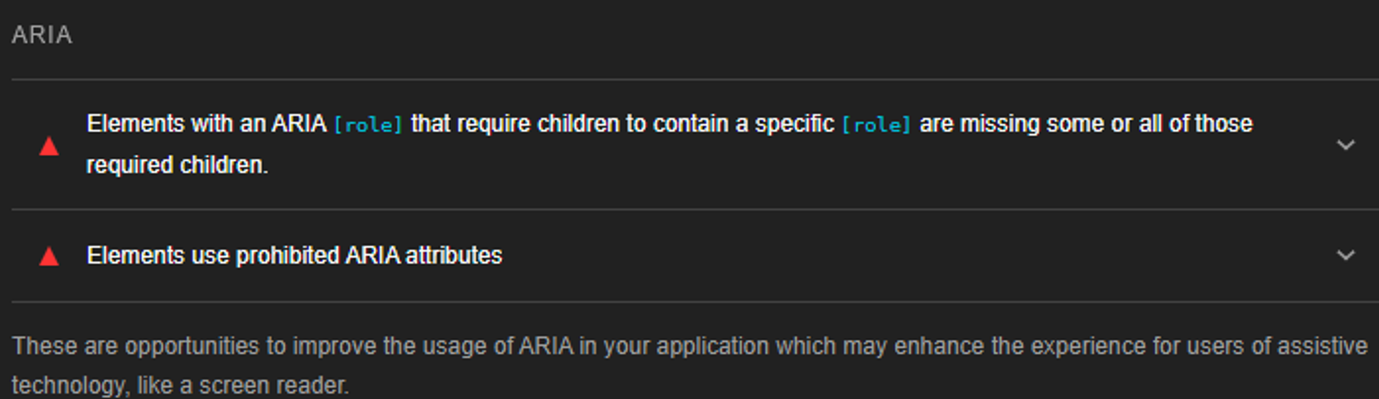 ARIA
Elements with an ARIA [role] that require children to contain a specific [role] are missing some or all of those
required children.
Elements use prohibited ARIA attributes
These are opportunities to improve the usage of ARIA in your application which may enhance the experience for users of assistive
technology, like a screen reader.